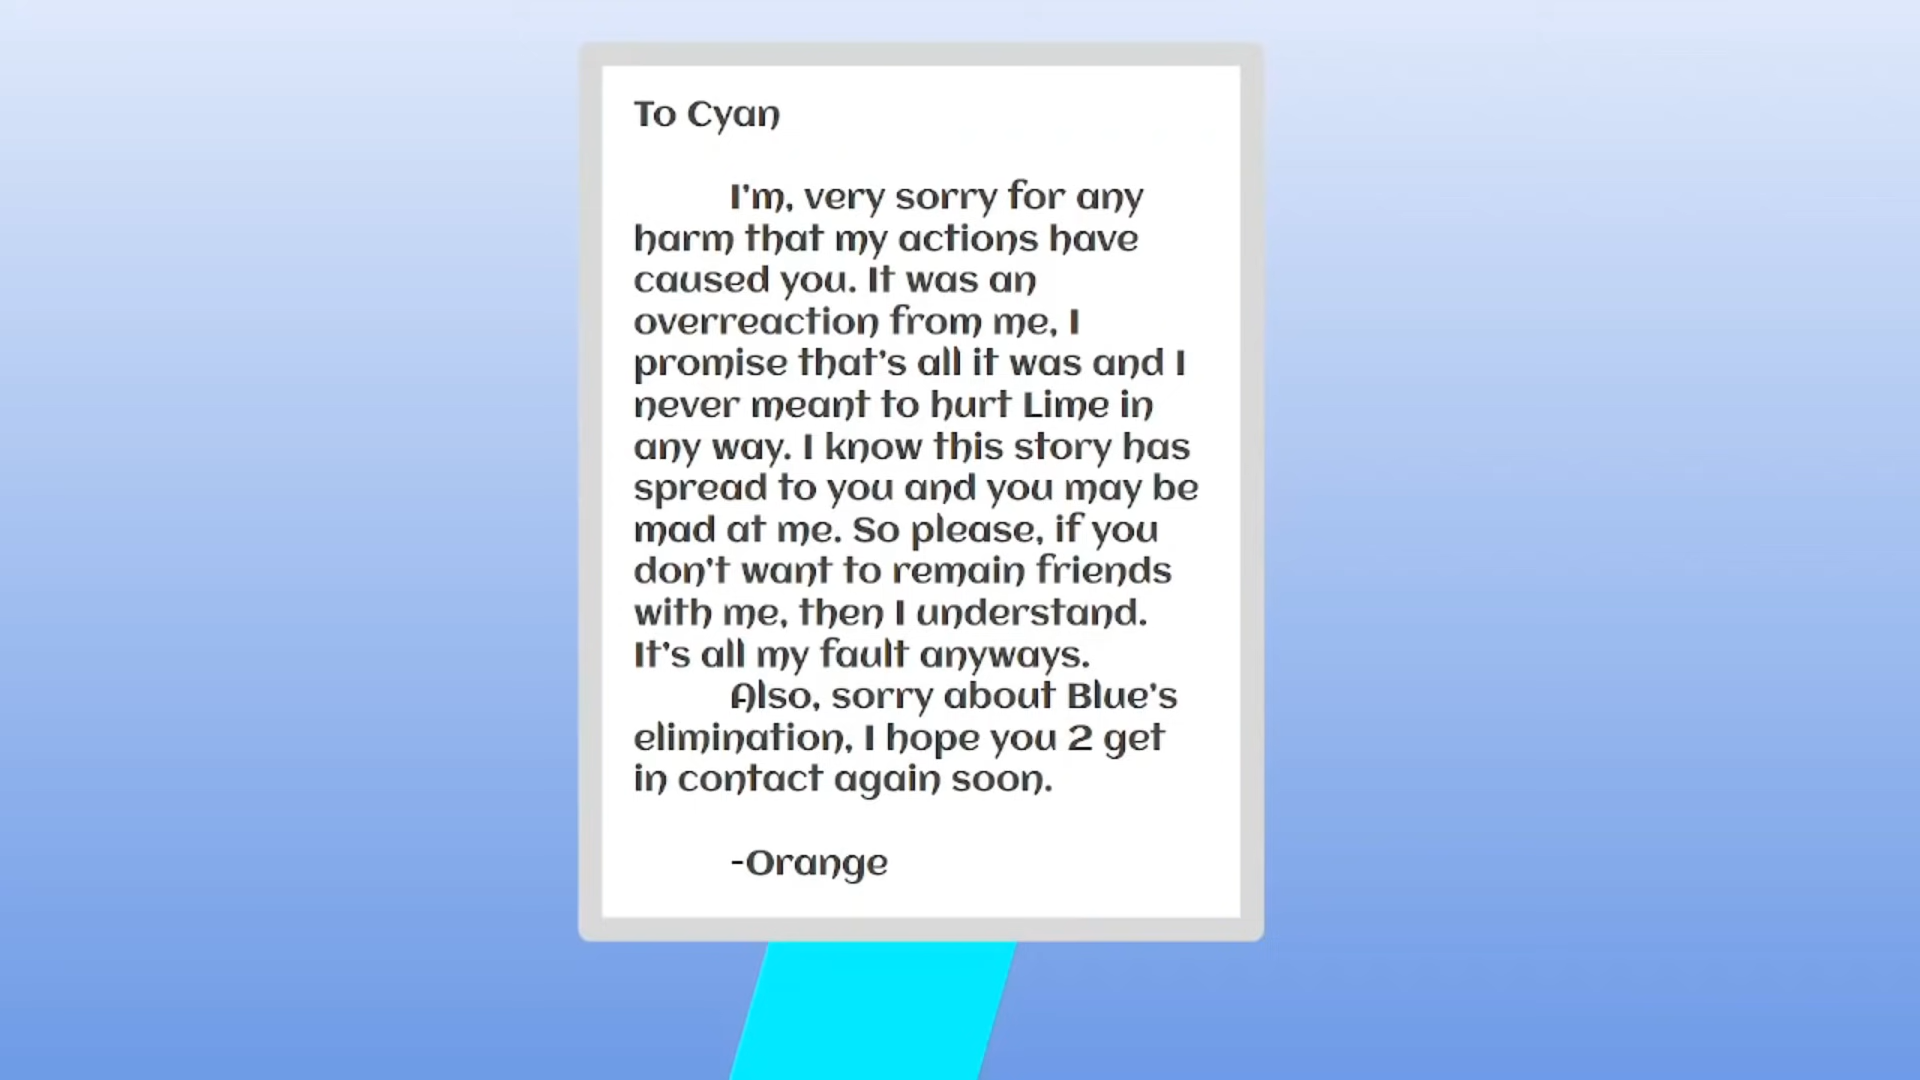 To Cyan
I'm, very sorry for any
harm that my actions have
caused you. It was an
overreaction from me, I
promise that's all it was and I
never meant to hurt Lime in
any way. I know this story has
spread to you and you may be
mad at me. So please, if you
don't want to remain friends
with me, then I understand.
It's all my fault anyways.
Also, sorry about Blue's
elimination, I hope you 2 get
in contact again soon.
-Orange